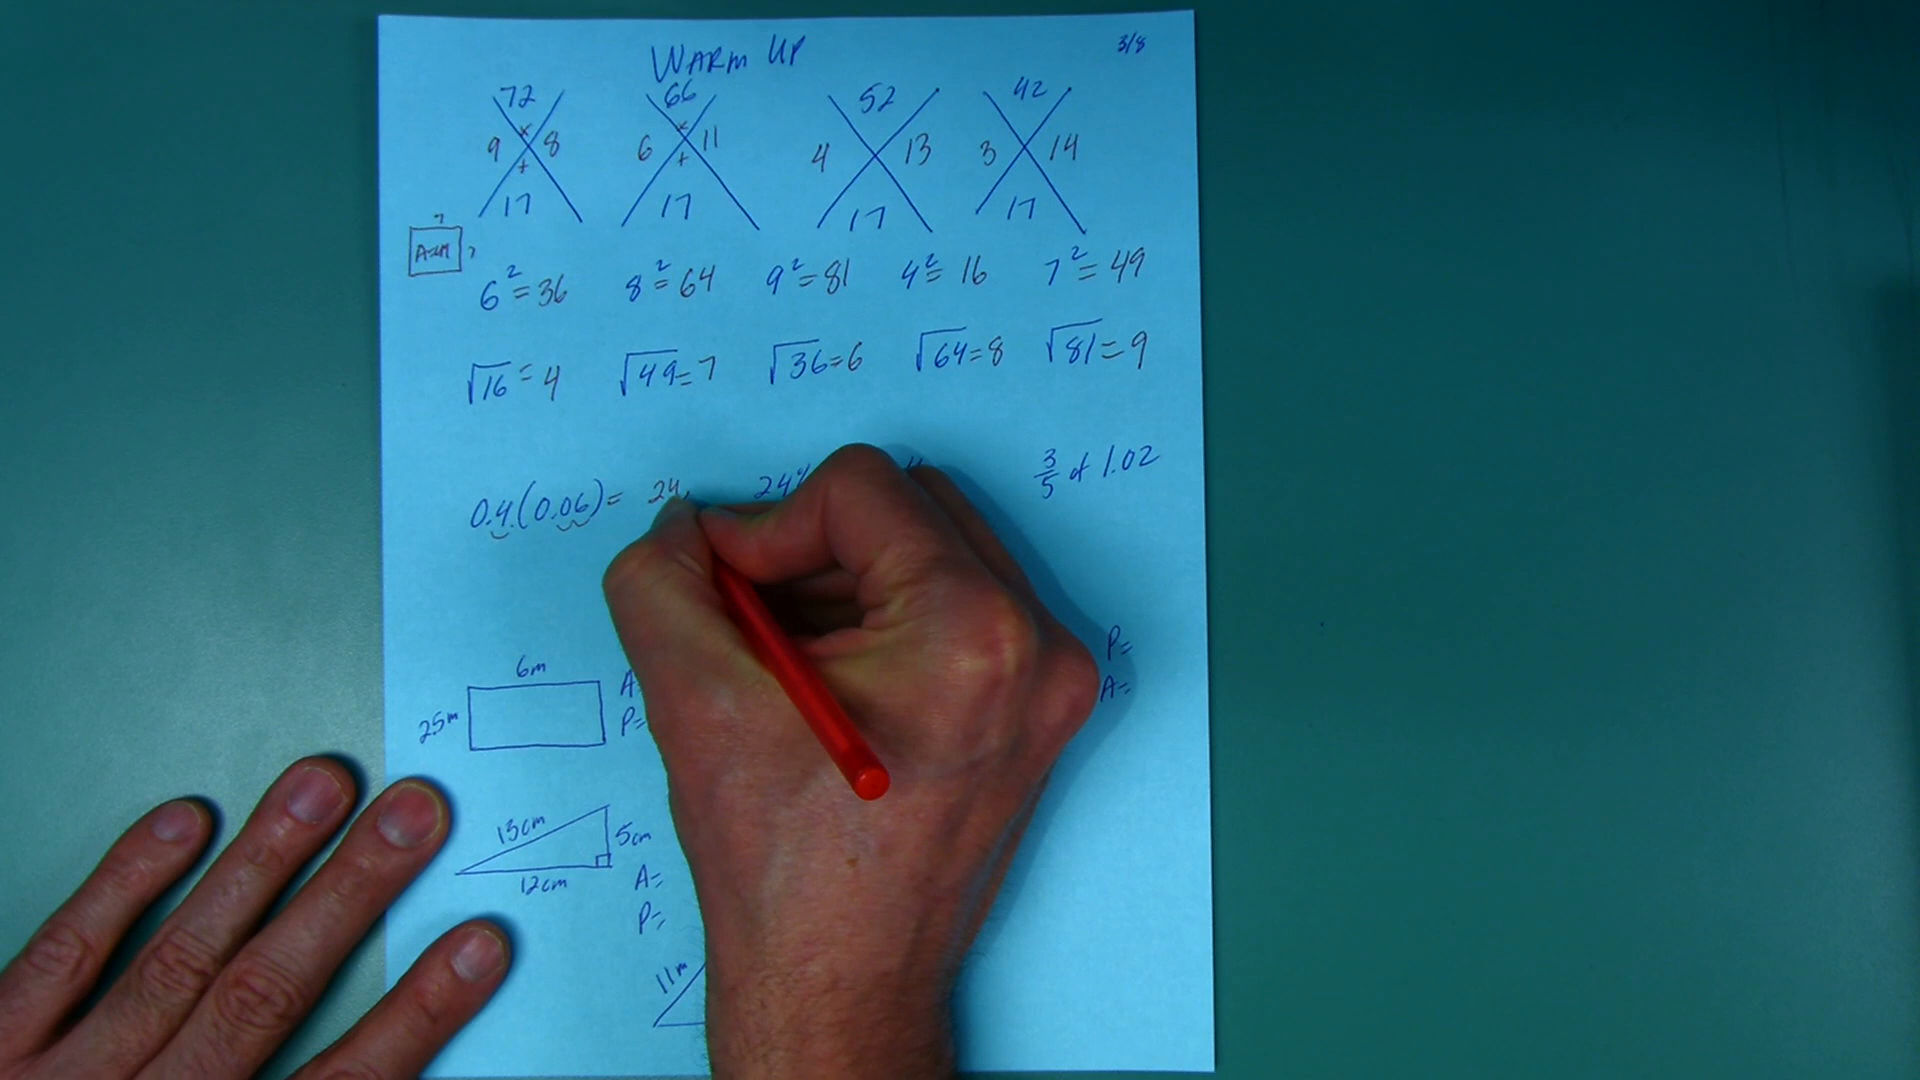 WARM UP 3/8
72 66 52 42
× ×
9 8 6 11 4 13 3 14
+ +
17 17 17 17
7
A=49 7
6²=36 8²=64 9²=81 4²=16 7²=49
√16=4 √49=7 √36=6 √64=8 √81=9
0.4(0.06)= 24. 24% 3/5 of 1.02
6m P=
A= A=
25m P=
13cm 5cm
12cm A=
P=
11m